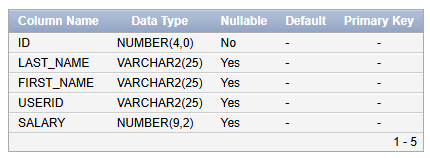 Column Name Data Type Nullable Default Primary Key
ID NUMBER(4,0) No - -
LAST_NAME VARCHAR2(25) Yes - -
FIRST_NAME VARCHAR2(25) Yes - -
USERID VARCHAR2(25) Yes - -
SALARY NUMBER(9,2) Yes - -
1 - 5